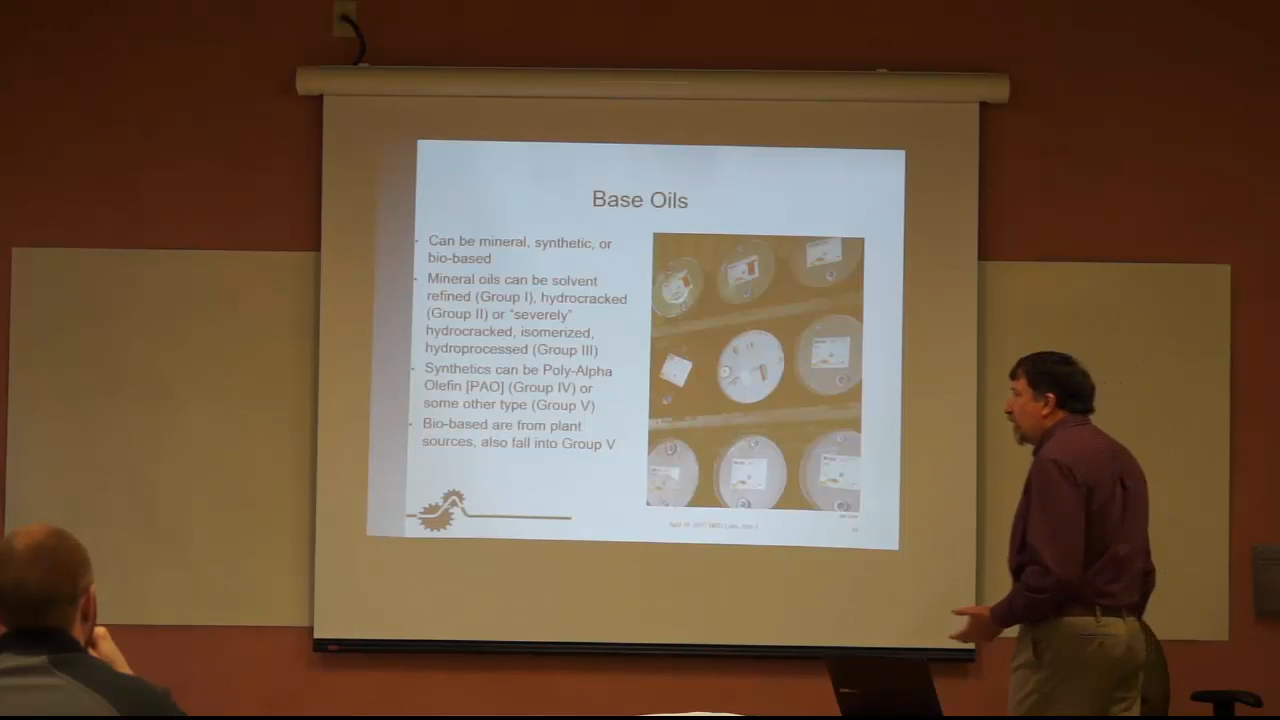 Base Oils
• Can be mineral, synthetic, or
bio-based
• Mineral oils can be solvent
refined (Group I), hydrocracked
(Group II) or “severely”
hydrocracked, isomerized,
hydroprocessed (Group III)
• Synthetics can be Poly-Alpha
Olefin [PAO] (Group IV) or
some other type (Group V)
• Bio-based are from plant
sources, also fall into Group V